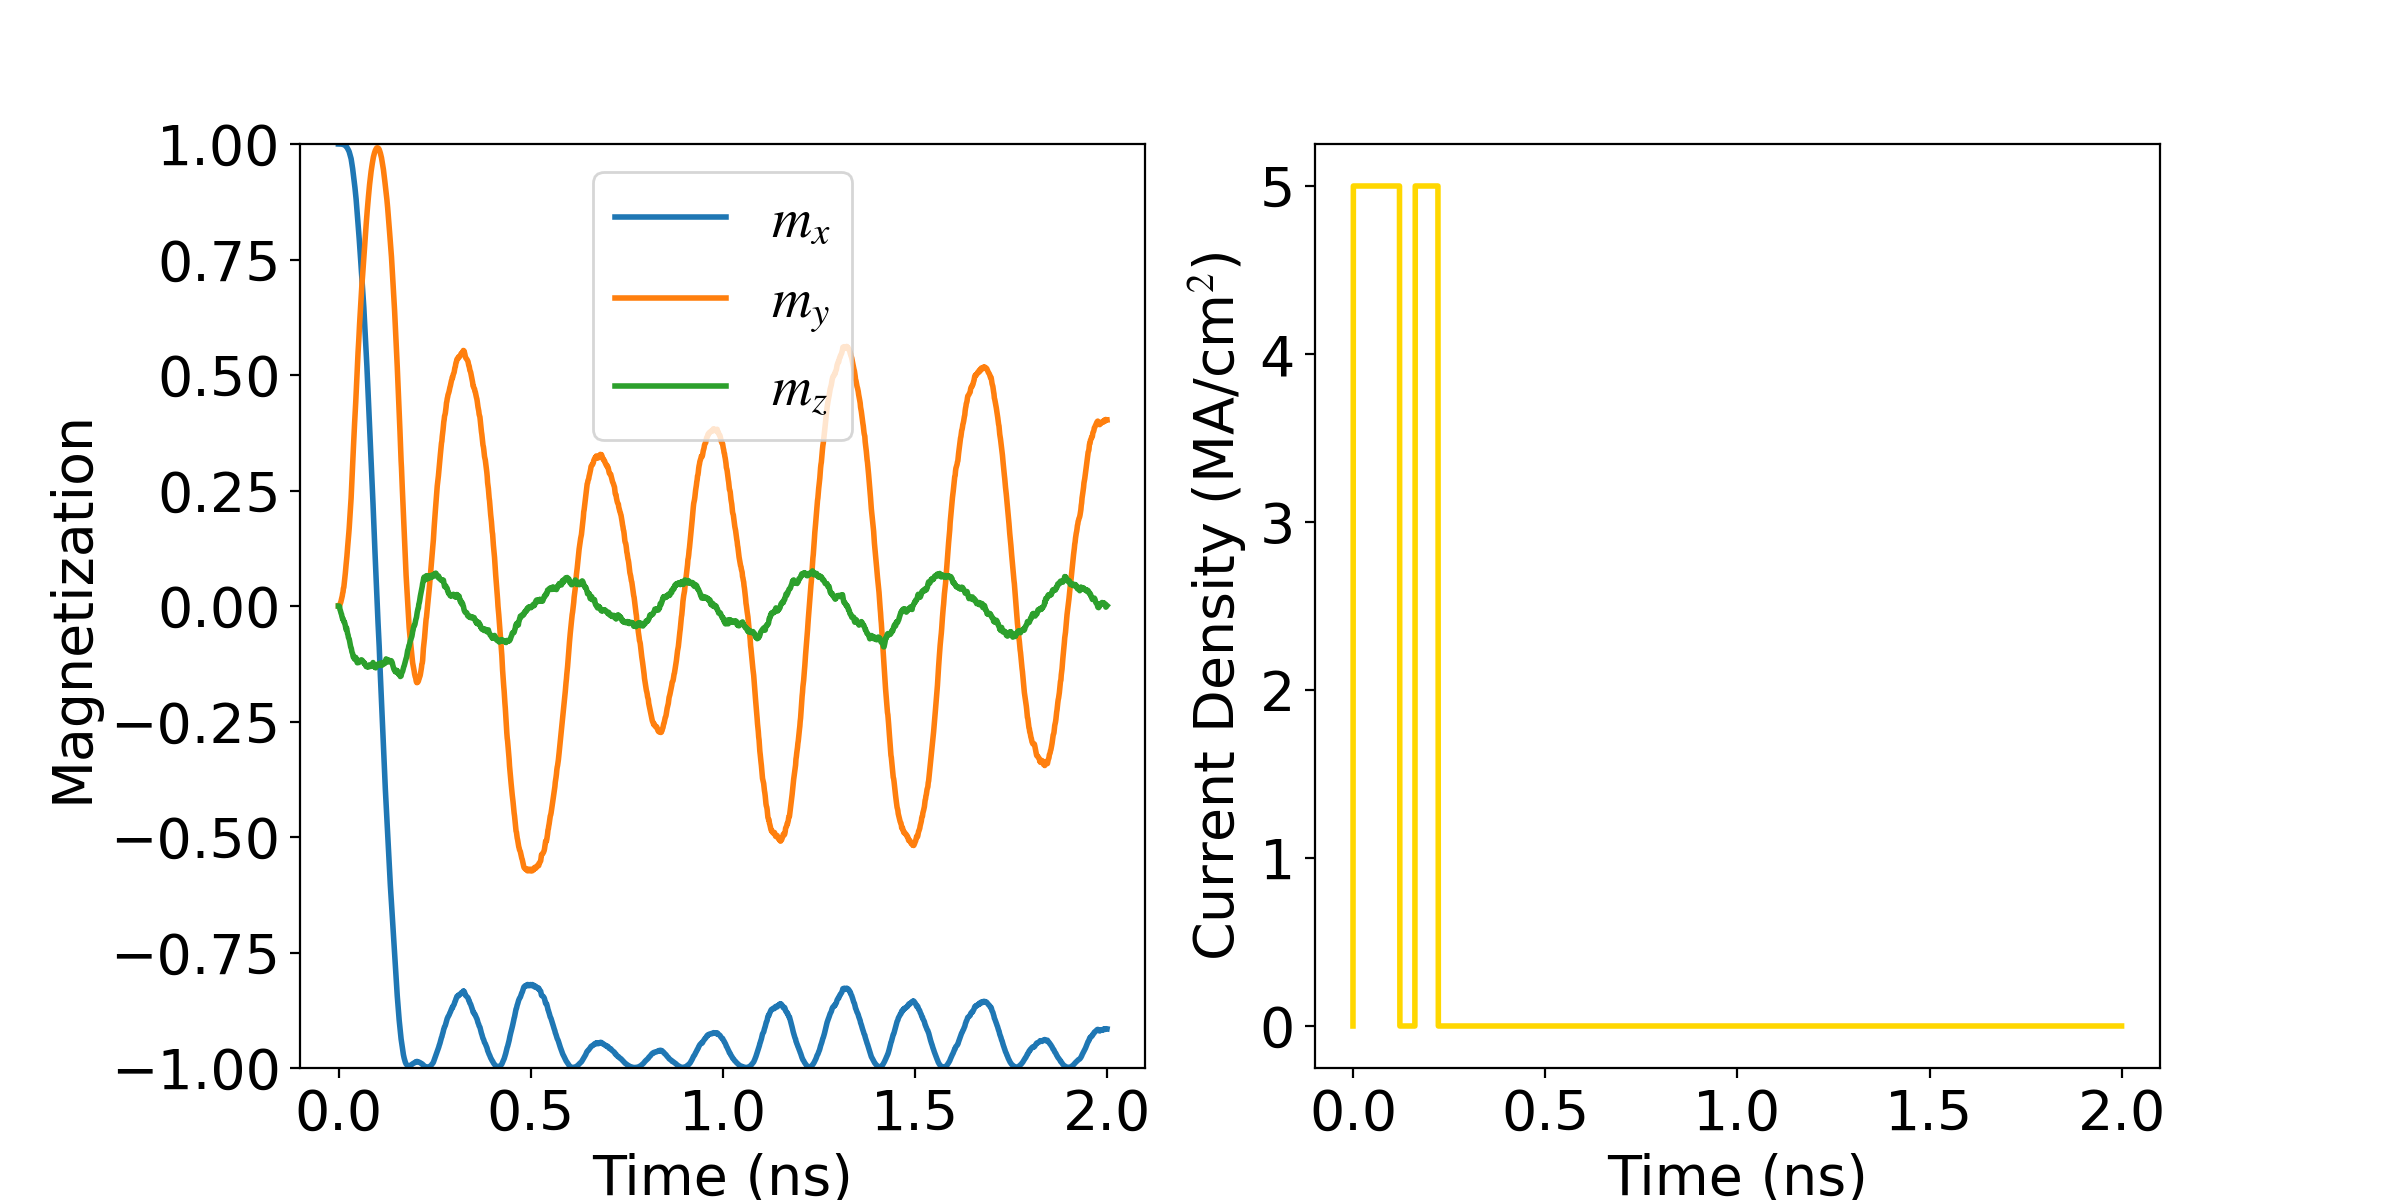 1.00
0.75
0.50
0.25
0.00
−0.25
−0.50
−0.75
−1.00
Magnetization
0.0 0.5 1.0 1.5 2.0
Time (ns)
m_x
m_y
m_z
5
4
3
2
1
0
Current Density (MA/cm²)
0.0 0.5 1.0 1.5 2.0
Time (ns)